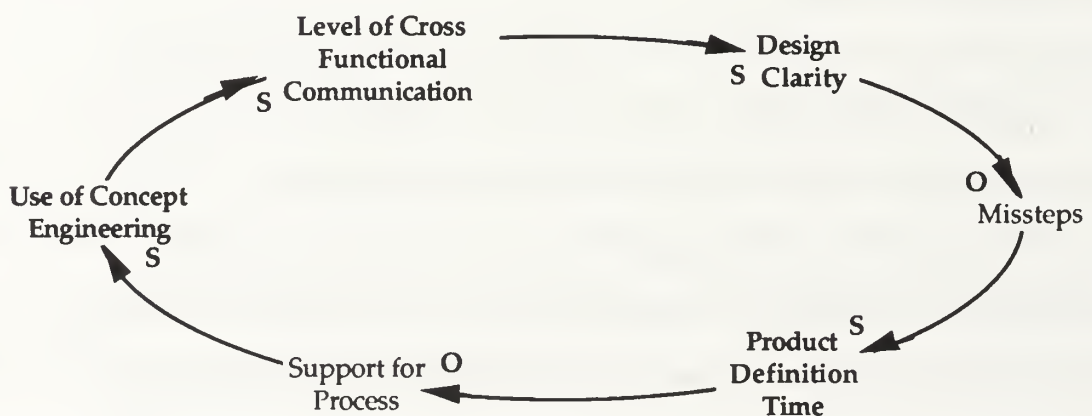 Level of Cross
Functional
Communication
S
Design
Clarity
S
O
Missteps
S
Product
Definition
Time
O
Support for
Process
Use of Concept
Engineering
S